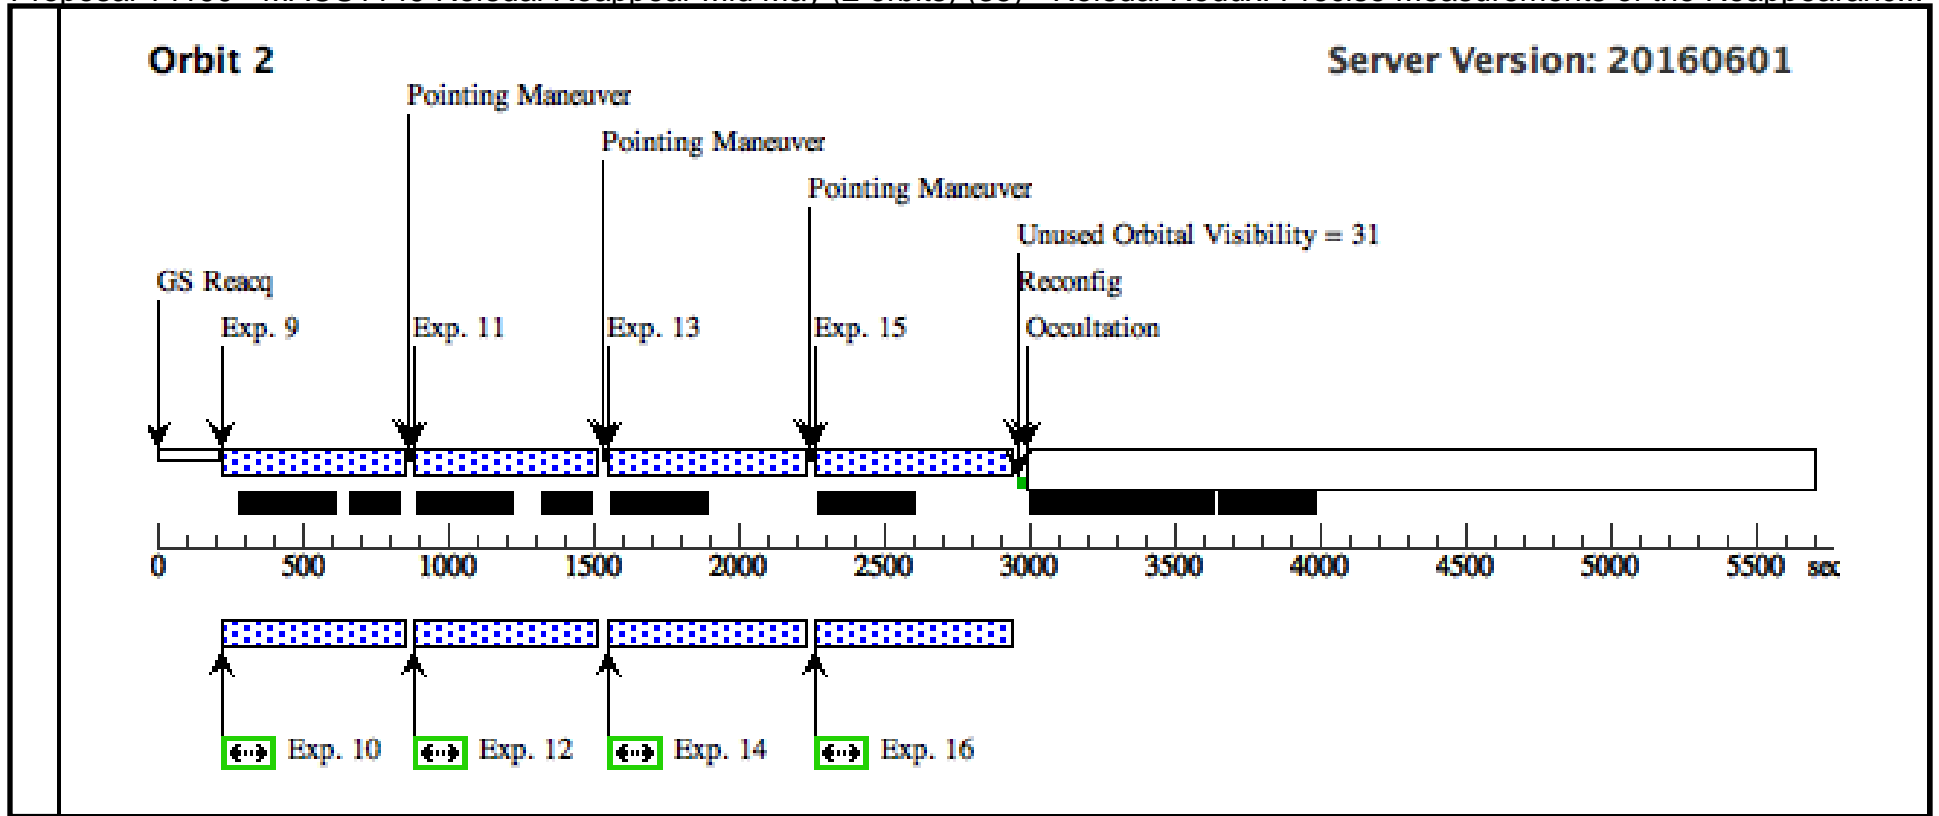 Orbit 2
Server Version: 20160601
Pointing Maneuver
Pointing Maneuver
Pointing Maneuver
Unused Orbital Visibility = 31
GS Reacq
Reconfig
Exp. 9
Exp. 11
Exp. 13
Exp. 15
Occultation
0 500 1000 1500 2000 2500 3000 3500 4000 4500 5000 5500 sec
Exp. 10
Exp. 12
Exp. 14
Exp. 16